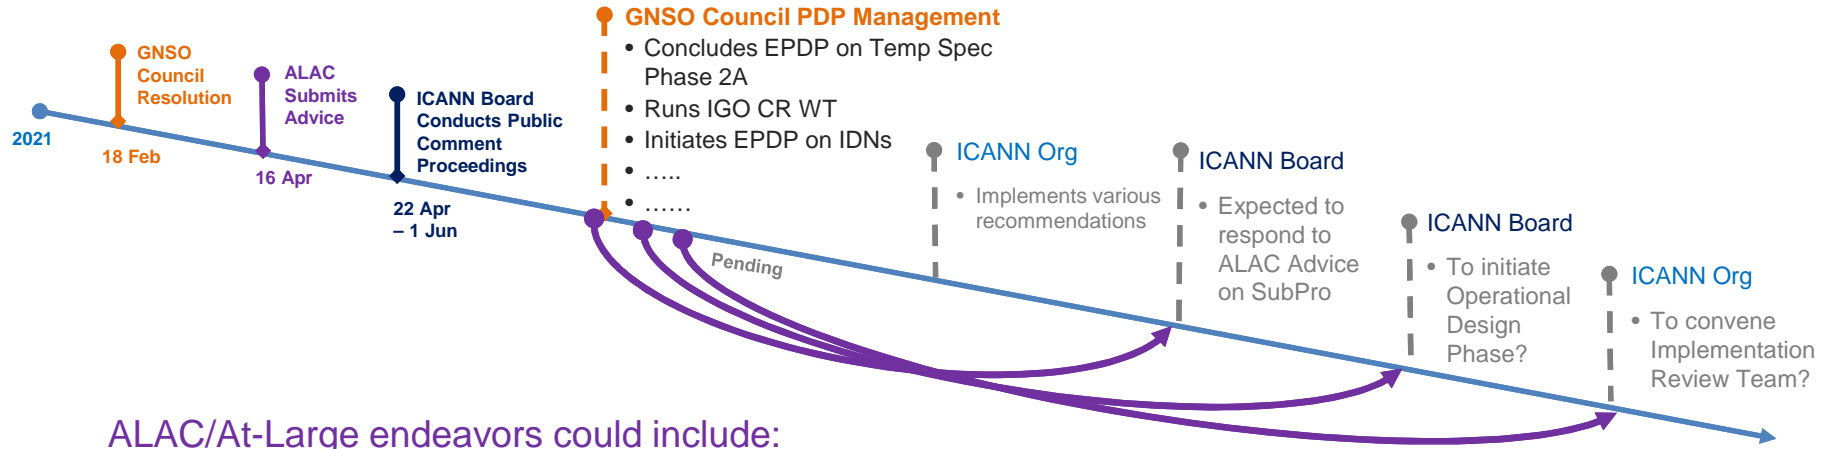 2021
GNSO
Council
Resolution
18 Feb
ALAC
Submits
Advice
16 Apr
ICANN Board
Conducts Public
Comment
Proceedings
22 Apr
– 1 Jun
GNSO Council PDP Management
• Concludes EPDP on Temp Spec
Phase 2A
• Runs IGO CR WT
• Initiates EPDP on IDNs
• …..
• ……
Pending
ICANN Org
• Implements various
recommendations
ICANN Board
• Expected to
respond to
ALAC Advice
on SubPro
ICANN Board
• To initiate
Operational
Design
Phase?
ICANN Org
• To convene
Implementation
Review Team?
ALAC/At-Large endeavors could include: